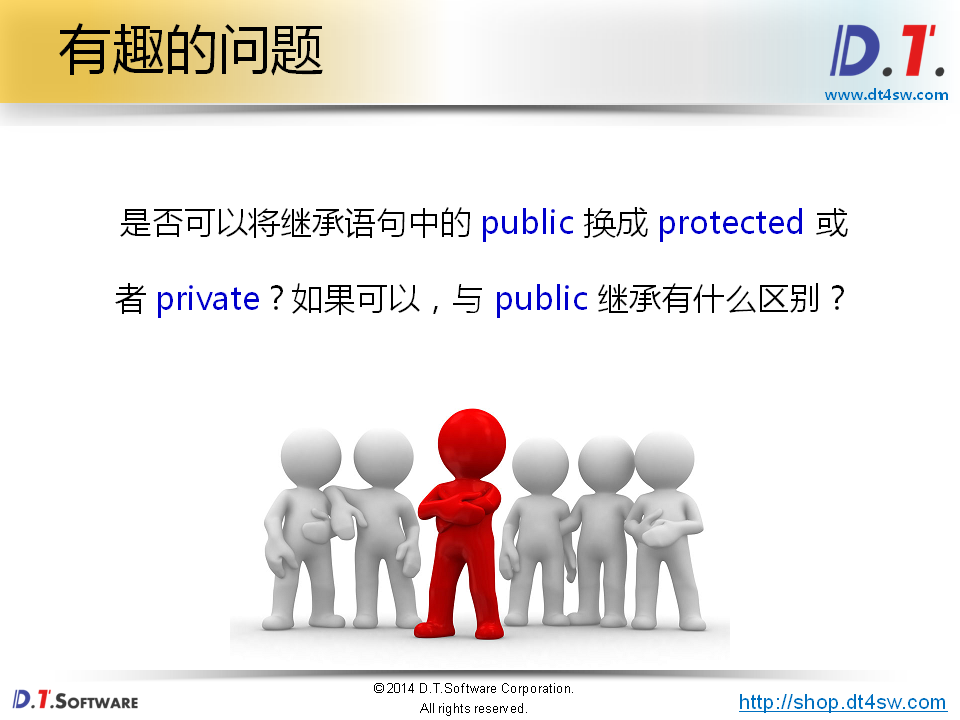 有趣的问题
D.T.
www.dt4sw.com
是否可以将继承语句中的 public 换成 protected 或
者 private？如果可以，与 public 继承有什么区别？
D.T.SOFTWARE
©2014 D.T.Software Corporation.
All rights reserved.
http://shop.dt4sw.com